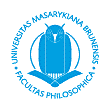 UNIVERSITAS MASARYKIANA BRUNENSIS
FACULTAS PHILOSOPHICA